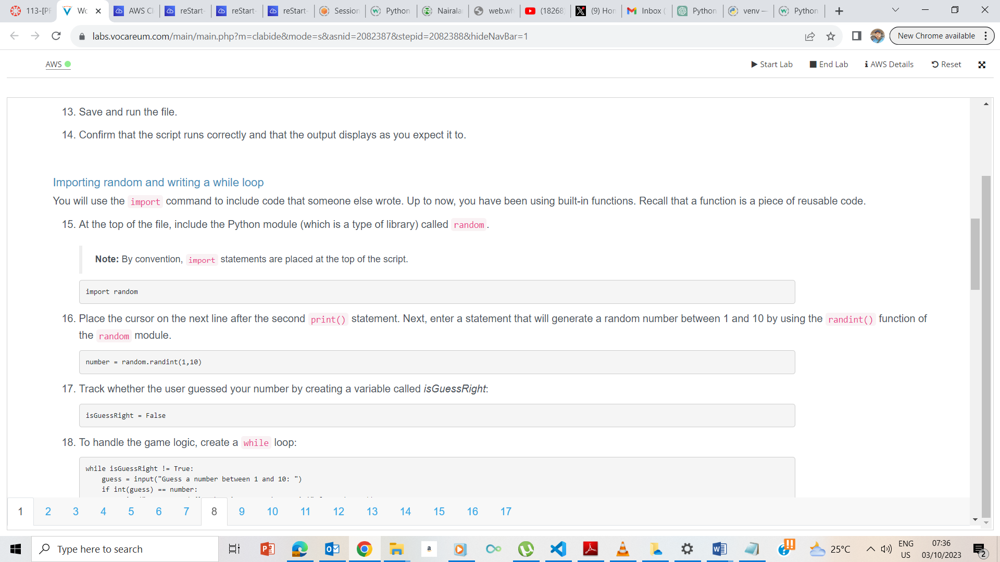 113-[PF
Wo
AWS Cl
reStart-
reStart-
reStart-
Session
Python
Nairala
web.wh
(18268
(9) Hon
Inbox (
Python
venv —
Python
labs.vocareum.com/main/main.php?m=clabide&mode=s&asnid=2082387&stepid=2082388&hideNavBar=1
New Chrome available
AWS
Start Lab
End Lab
AWS Details
Reset
13. Save and run the file.
14. Confirm that the script runs correctly and that the output displays as you expect it to.
Importing random and writing a while loop
You will use the import command to include code that someone else wrote. Up to now, you have been using built-in functions. Recall that a function is a piece of reusable code.
15. At the top of the file, include the Python module (which is a type of library) called random.
Note: By convention, import statements are placed at the top of the script.
import random
16. Place the cursor on the next line after the second print() statement. Next, enter a statement that will generate a random number between 1 and 10 by using the randint() function of
the random module.
number = random.randint(1,10)
17. Track whether the user guessed your number by creating a variable called isGuessRight:
isGuessRight = False
18. To handle the game logic, create a while loop:
while isGuessRight != True:
guess = input("Guess a number between 1 and 10: ")
if int(guess) == number:
1 2 3 4 5 6 7 8 9 10 11 12 13 14 15 16 17
Type here to search
a
25°C
ENG
US
07:36
03/10/2023
2